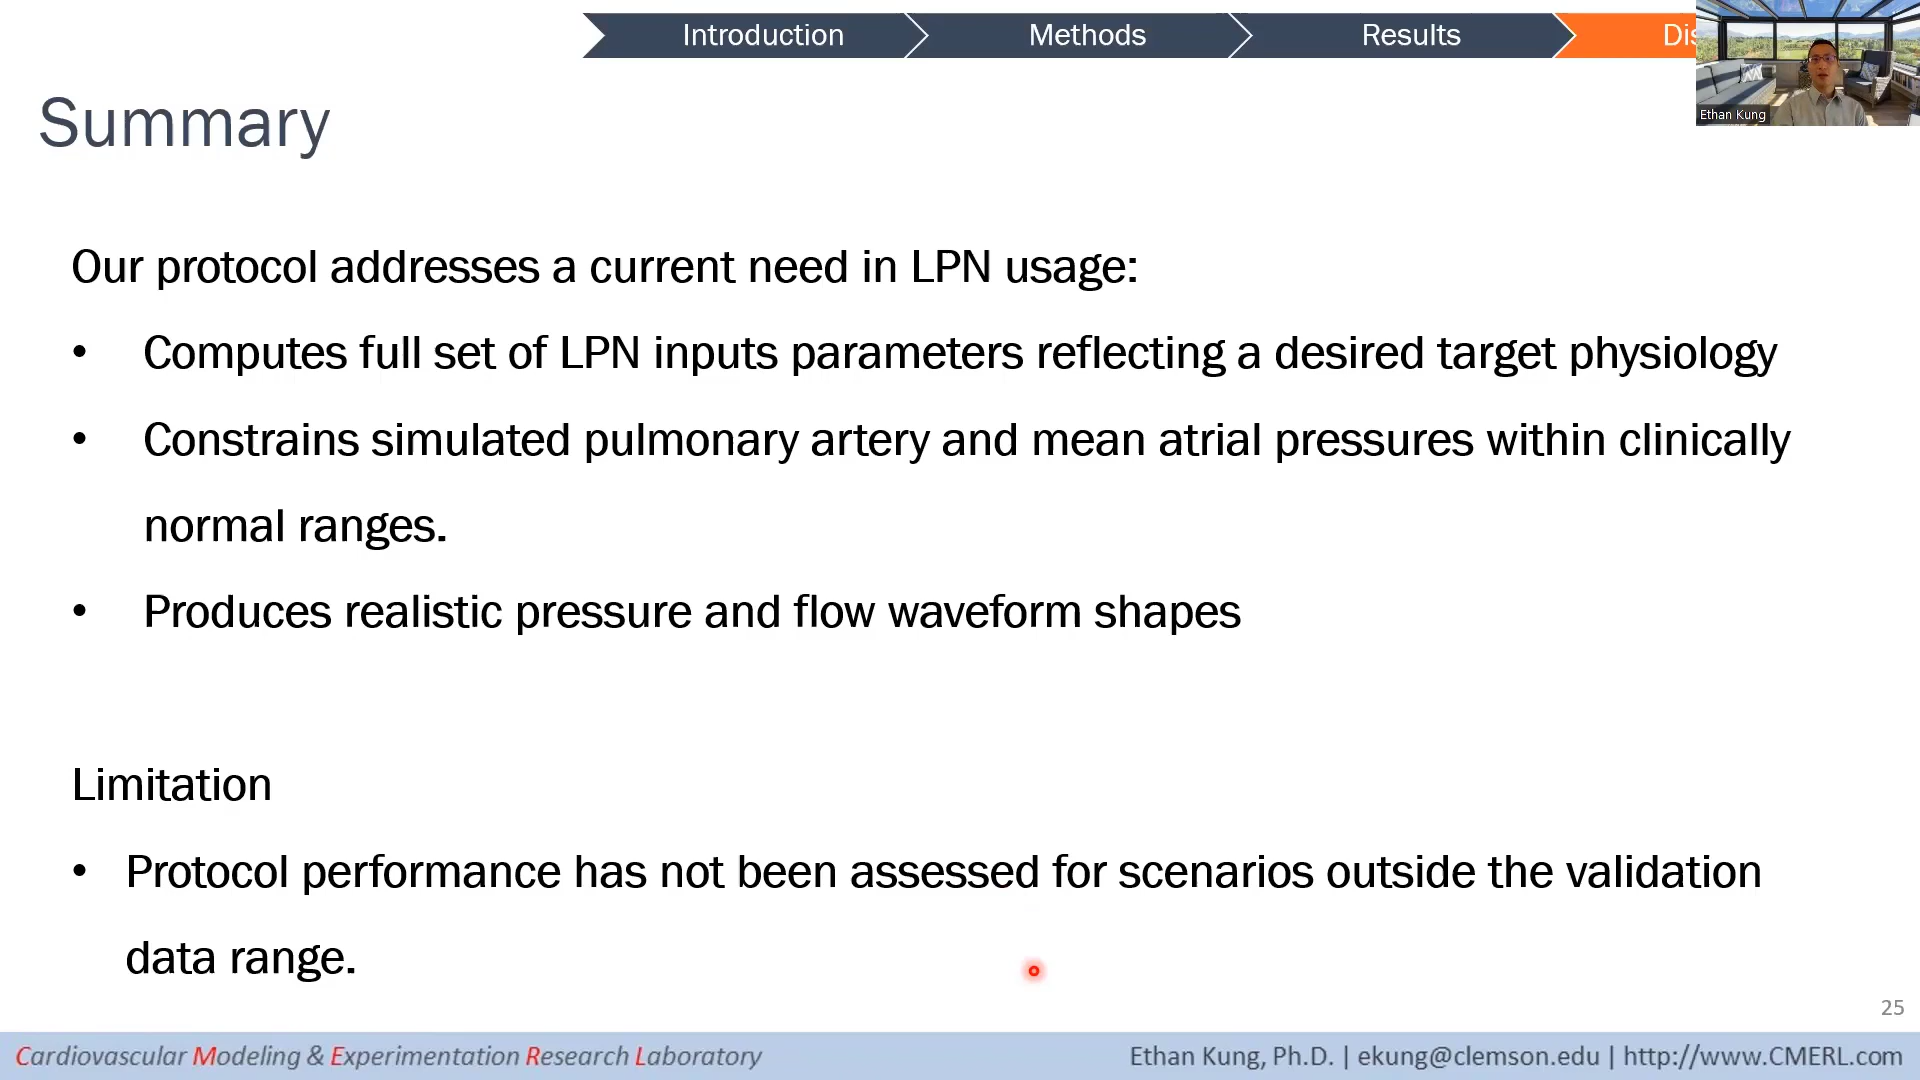 Introduction
Methods
Results
Ethan Kung
Summary
Our protocol addresses a current need in LPN usage:
• Computes full set of LPN inputs parameters reflecting a desired target physiology
• Constrains simulated pulmonary artery and mean atrial pressures within clinically
normal ranges.
• Produces realistic pressure and flow waveform shapes
Limitation
• Protocol performance has not been assessed for scenarios outside the validation
data range.
25
Cardiovascular Modeling & Experimentation Research Laboratory
Ethan Kung, Ph.D. | ekung@clemson.edu | http://www.CMERL.com